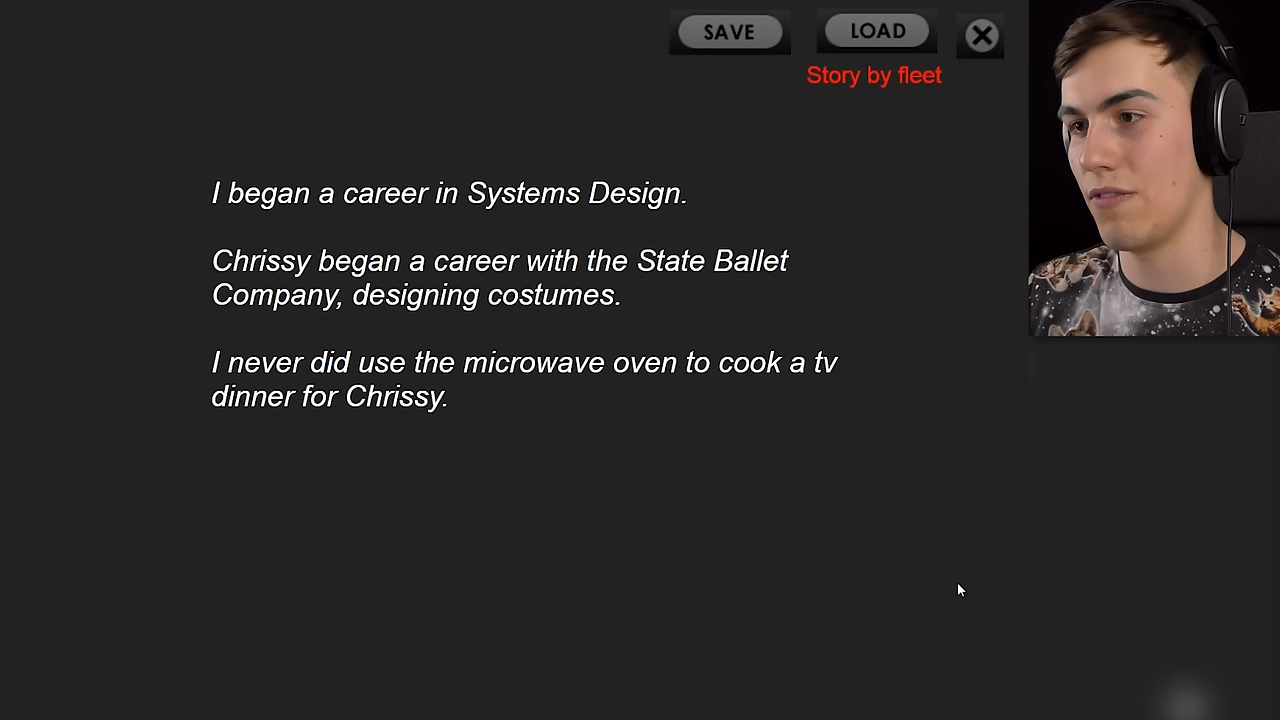 SAVE
LOAD
Story by fleet
I began a career in Systems Design.
Chrissy began a career with the State Ballet
Company, designing costumes.
I never did use the microwave oven to cook a tv
dinner for Chrissy.